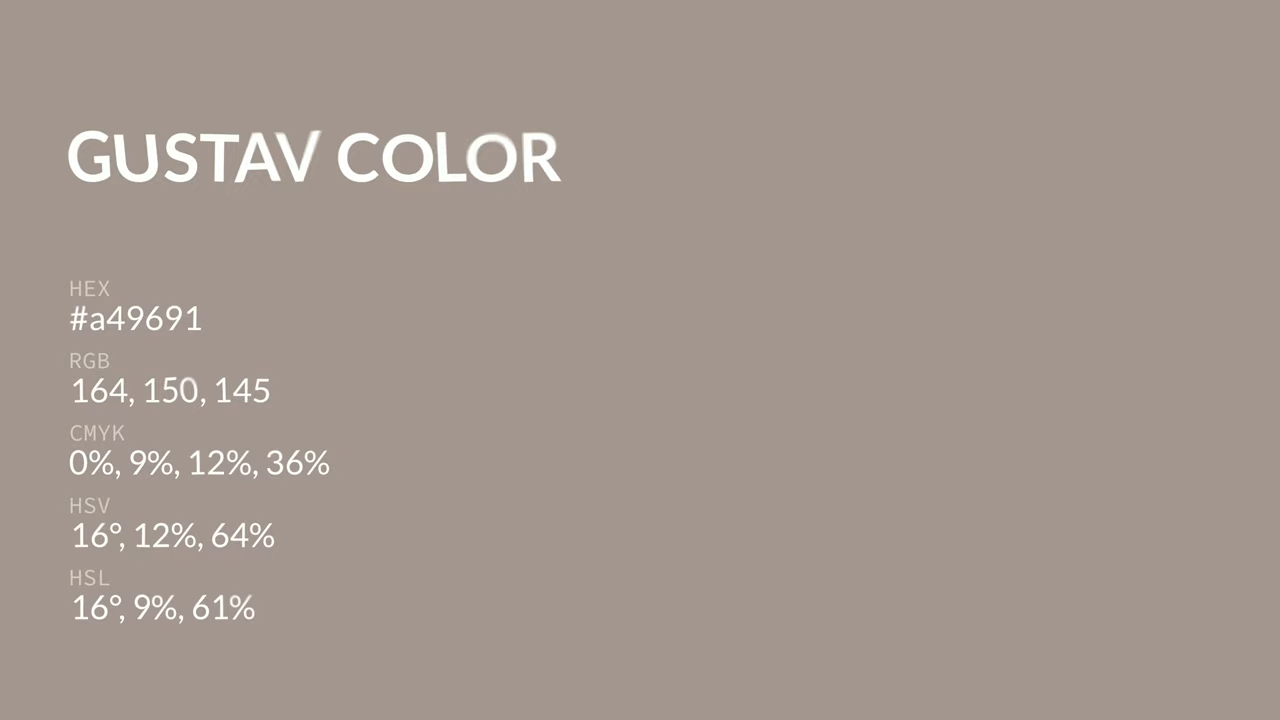 GUSTAV COLOR
HEX
#a49691
RGB
164, 150, 145
CMYK
0%, 9%, 12%, 36%
HSV
16°, 12%, 64%
HSL
16°, 9%, 61%